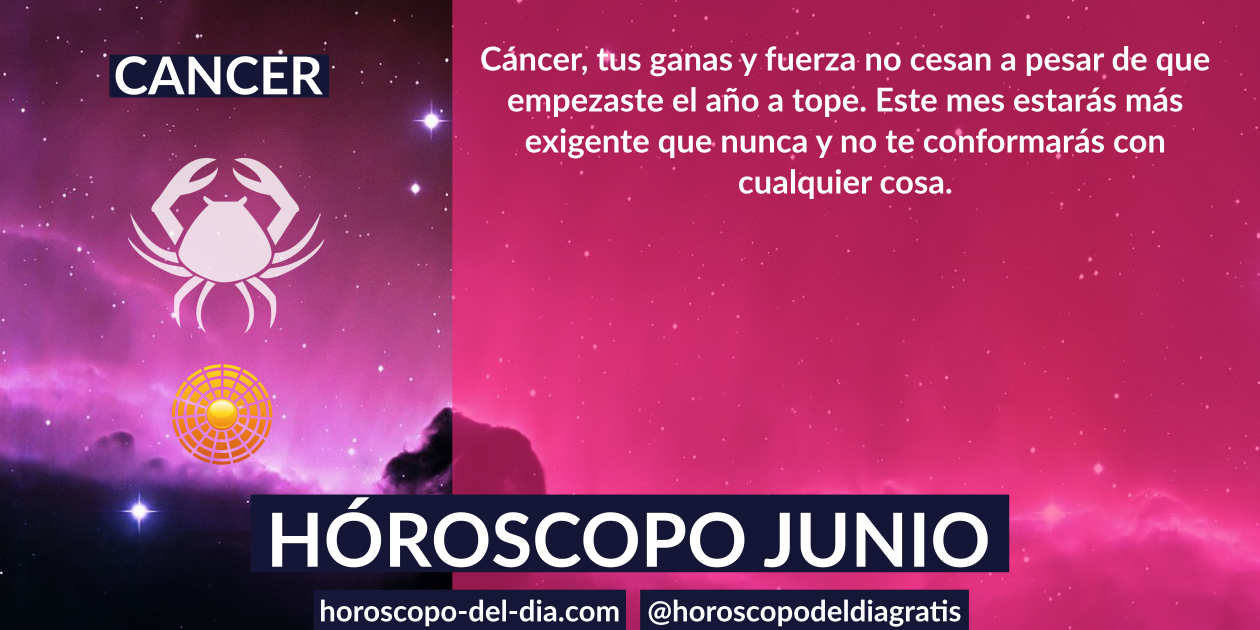 CANCER
Cáncer, tus ganas y fuerza no cesan a pesar de que
empezaste el año a tope. Este mes estarás más
exigente que nunca y no te conformarás con
cualquier cosa.
HÓROSCOPO JUNIO
horoscopo-del-dia.com
@horoscopodeldiagratis